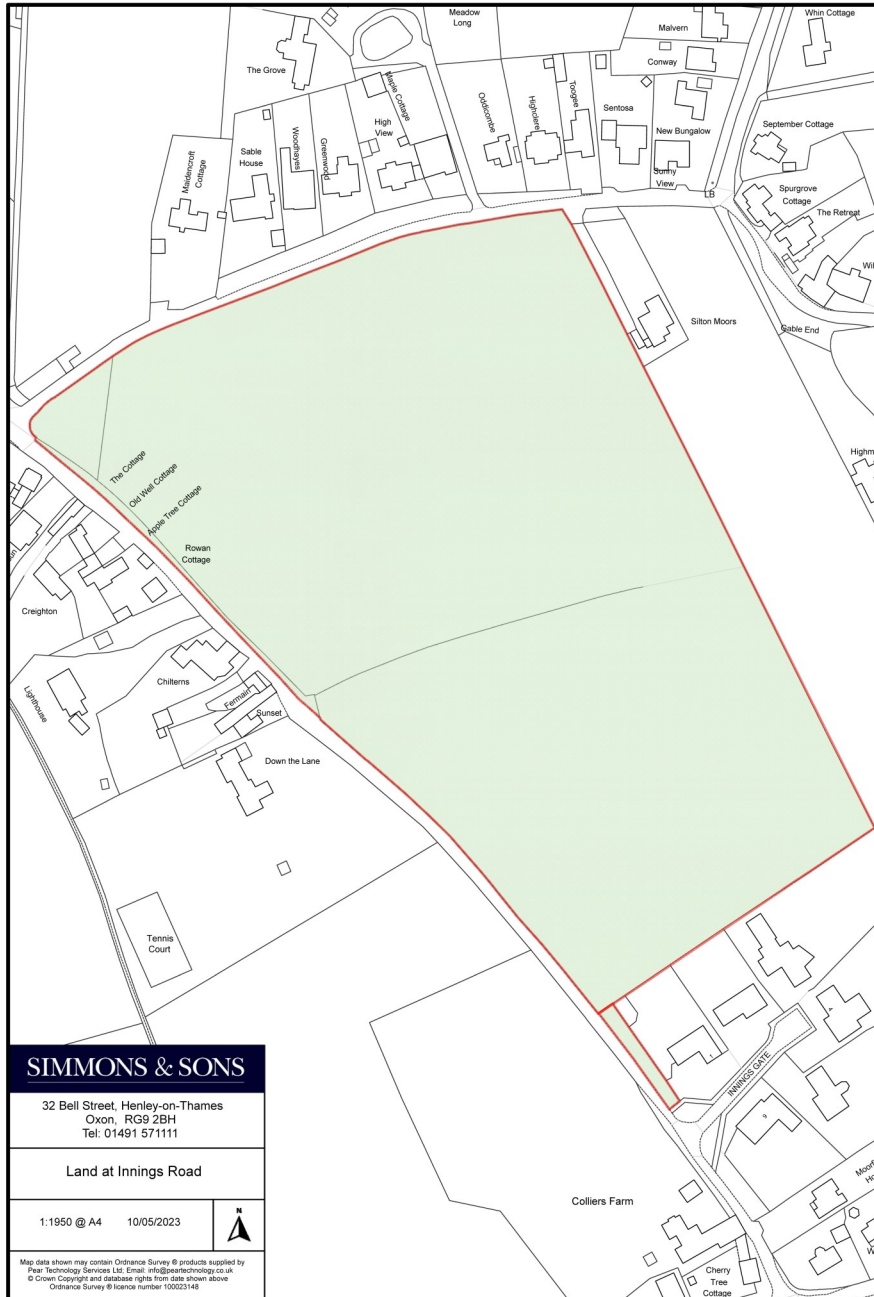 Meadow
Long
Malvern
Whin Cottage
The Grove
Conway
Maple Cottage
Oddicombe
Highclere
Toogee
Sentosa
High
View
Woodhayes
Greenwood
Sable
House
Maidencroft
Cottage
New Bungalow
September Cottage
Sunny
View
LB
Spurgrove
Cottage
The Retreat
Silton Moors
Gable End
The Cottage
Old Well Cottage
Apple Tree Cottage
Rowan
Cottage
Creighton
Chilterns
Lighthouse
Fermain
Sunset
Down the Lane
Tennis
Court
1
4
INNINGS GATE
9
Colliers Farm
Cherry
Tree
Cottage
SIMMONS & SONS
32 Bell Street, Henley-on-Thames
Oxon, RG9 2BH
Tel: 01491 571111
Land at Innings Road
1:1950 @ A4 10/05/2023
N
Map data shown may contain Ordnance Survey ® products supplied by
Pear Technology Services Ltd; Email: info@peartechnology.co.uk
© Crown Copyright and database rights from date shown above
Ordnance Survey ® licence number 100023148